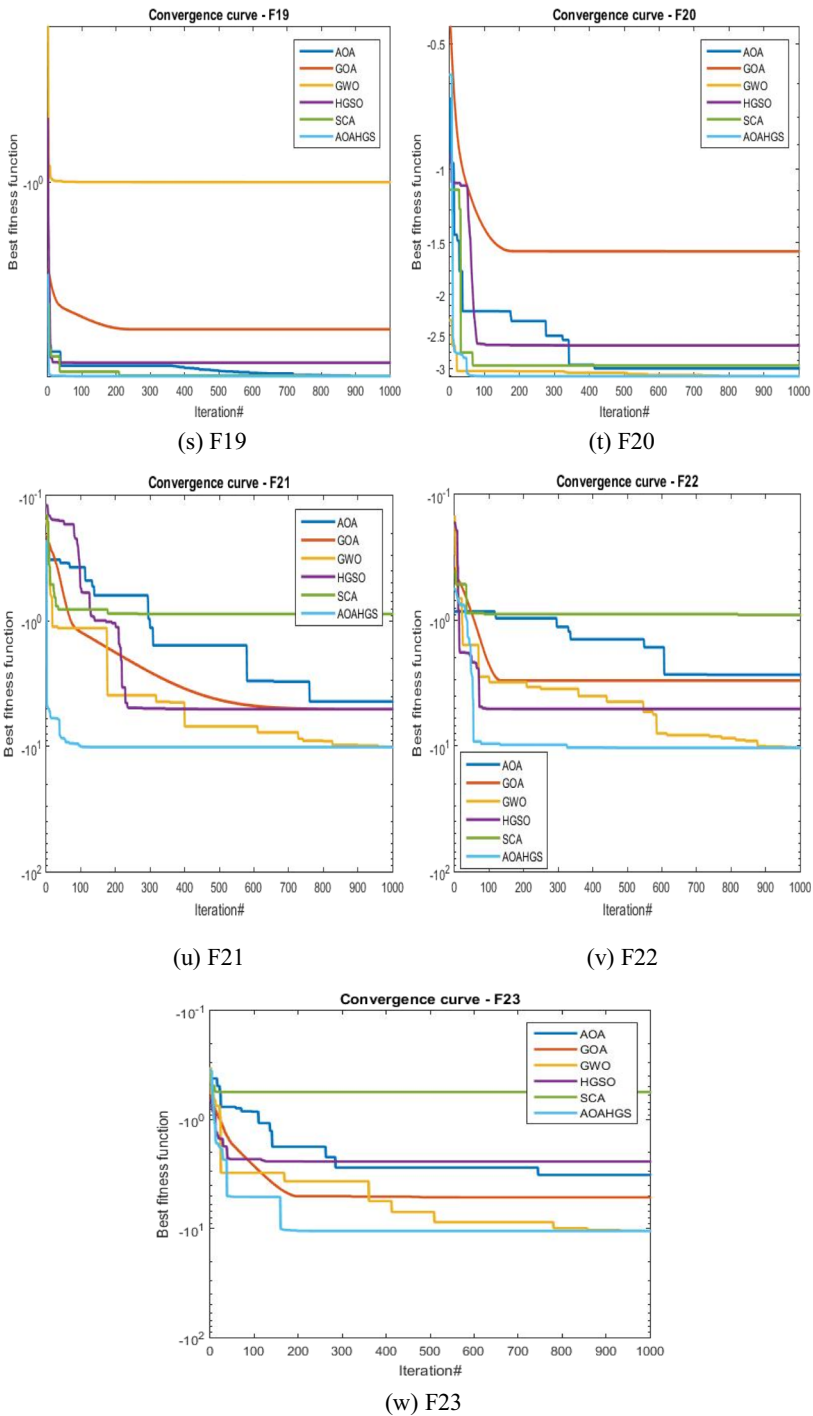 Convergence curve - F19
AOA
GOA
GWO
HGSO
SCA
AOAHGS
Best fitness function
-10^0
0 100 200 300 400 500 600 700 800 900 1000
Iteration#
(s) F19
Convergence curve - F20
AOA
GOA
GWO
HGSO
SCA
AOAHGS
Best fitness function
-0.5
-1
-1.5
-2
-2.5
-3
0 100 200 300 400 500 600 700 800 900 1000
Iteration#
(t) F20
Convergence curve - F21
AOA
GOA
GWO
HGSO
SCA
AOAHGS
Best fitness function
-10^-1
-10^0
-10^1
-10^2
0 100 200 300 400 500 600 700 800 900 1000
Iteration#
(u) F21
Convergence curve - F22
AOA
GOA
GWO
HGSO
SCA
AOAHGS
Best fitness function
-10^-1
-10^0
-10^1
-10^2
0 100 200 300 400 500 600 700 800 900 1000
Iteration#
(v) F22
Convergence curve - F23
AOA
GOA
GWO
HGSO
SCA
AOAHGS
Best fitness function
-10^-1
-10^0
-10^1
-10^2
0 100 200 300 400 500 600 700 800 900 1000
Iteration#
(w) F23